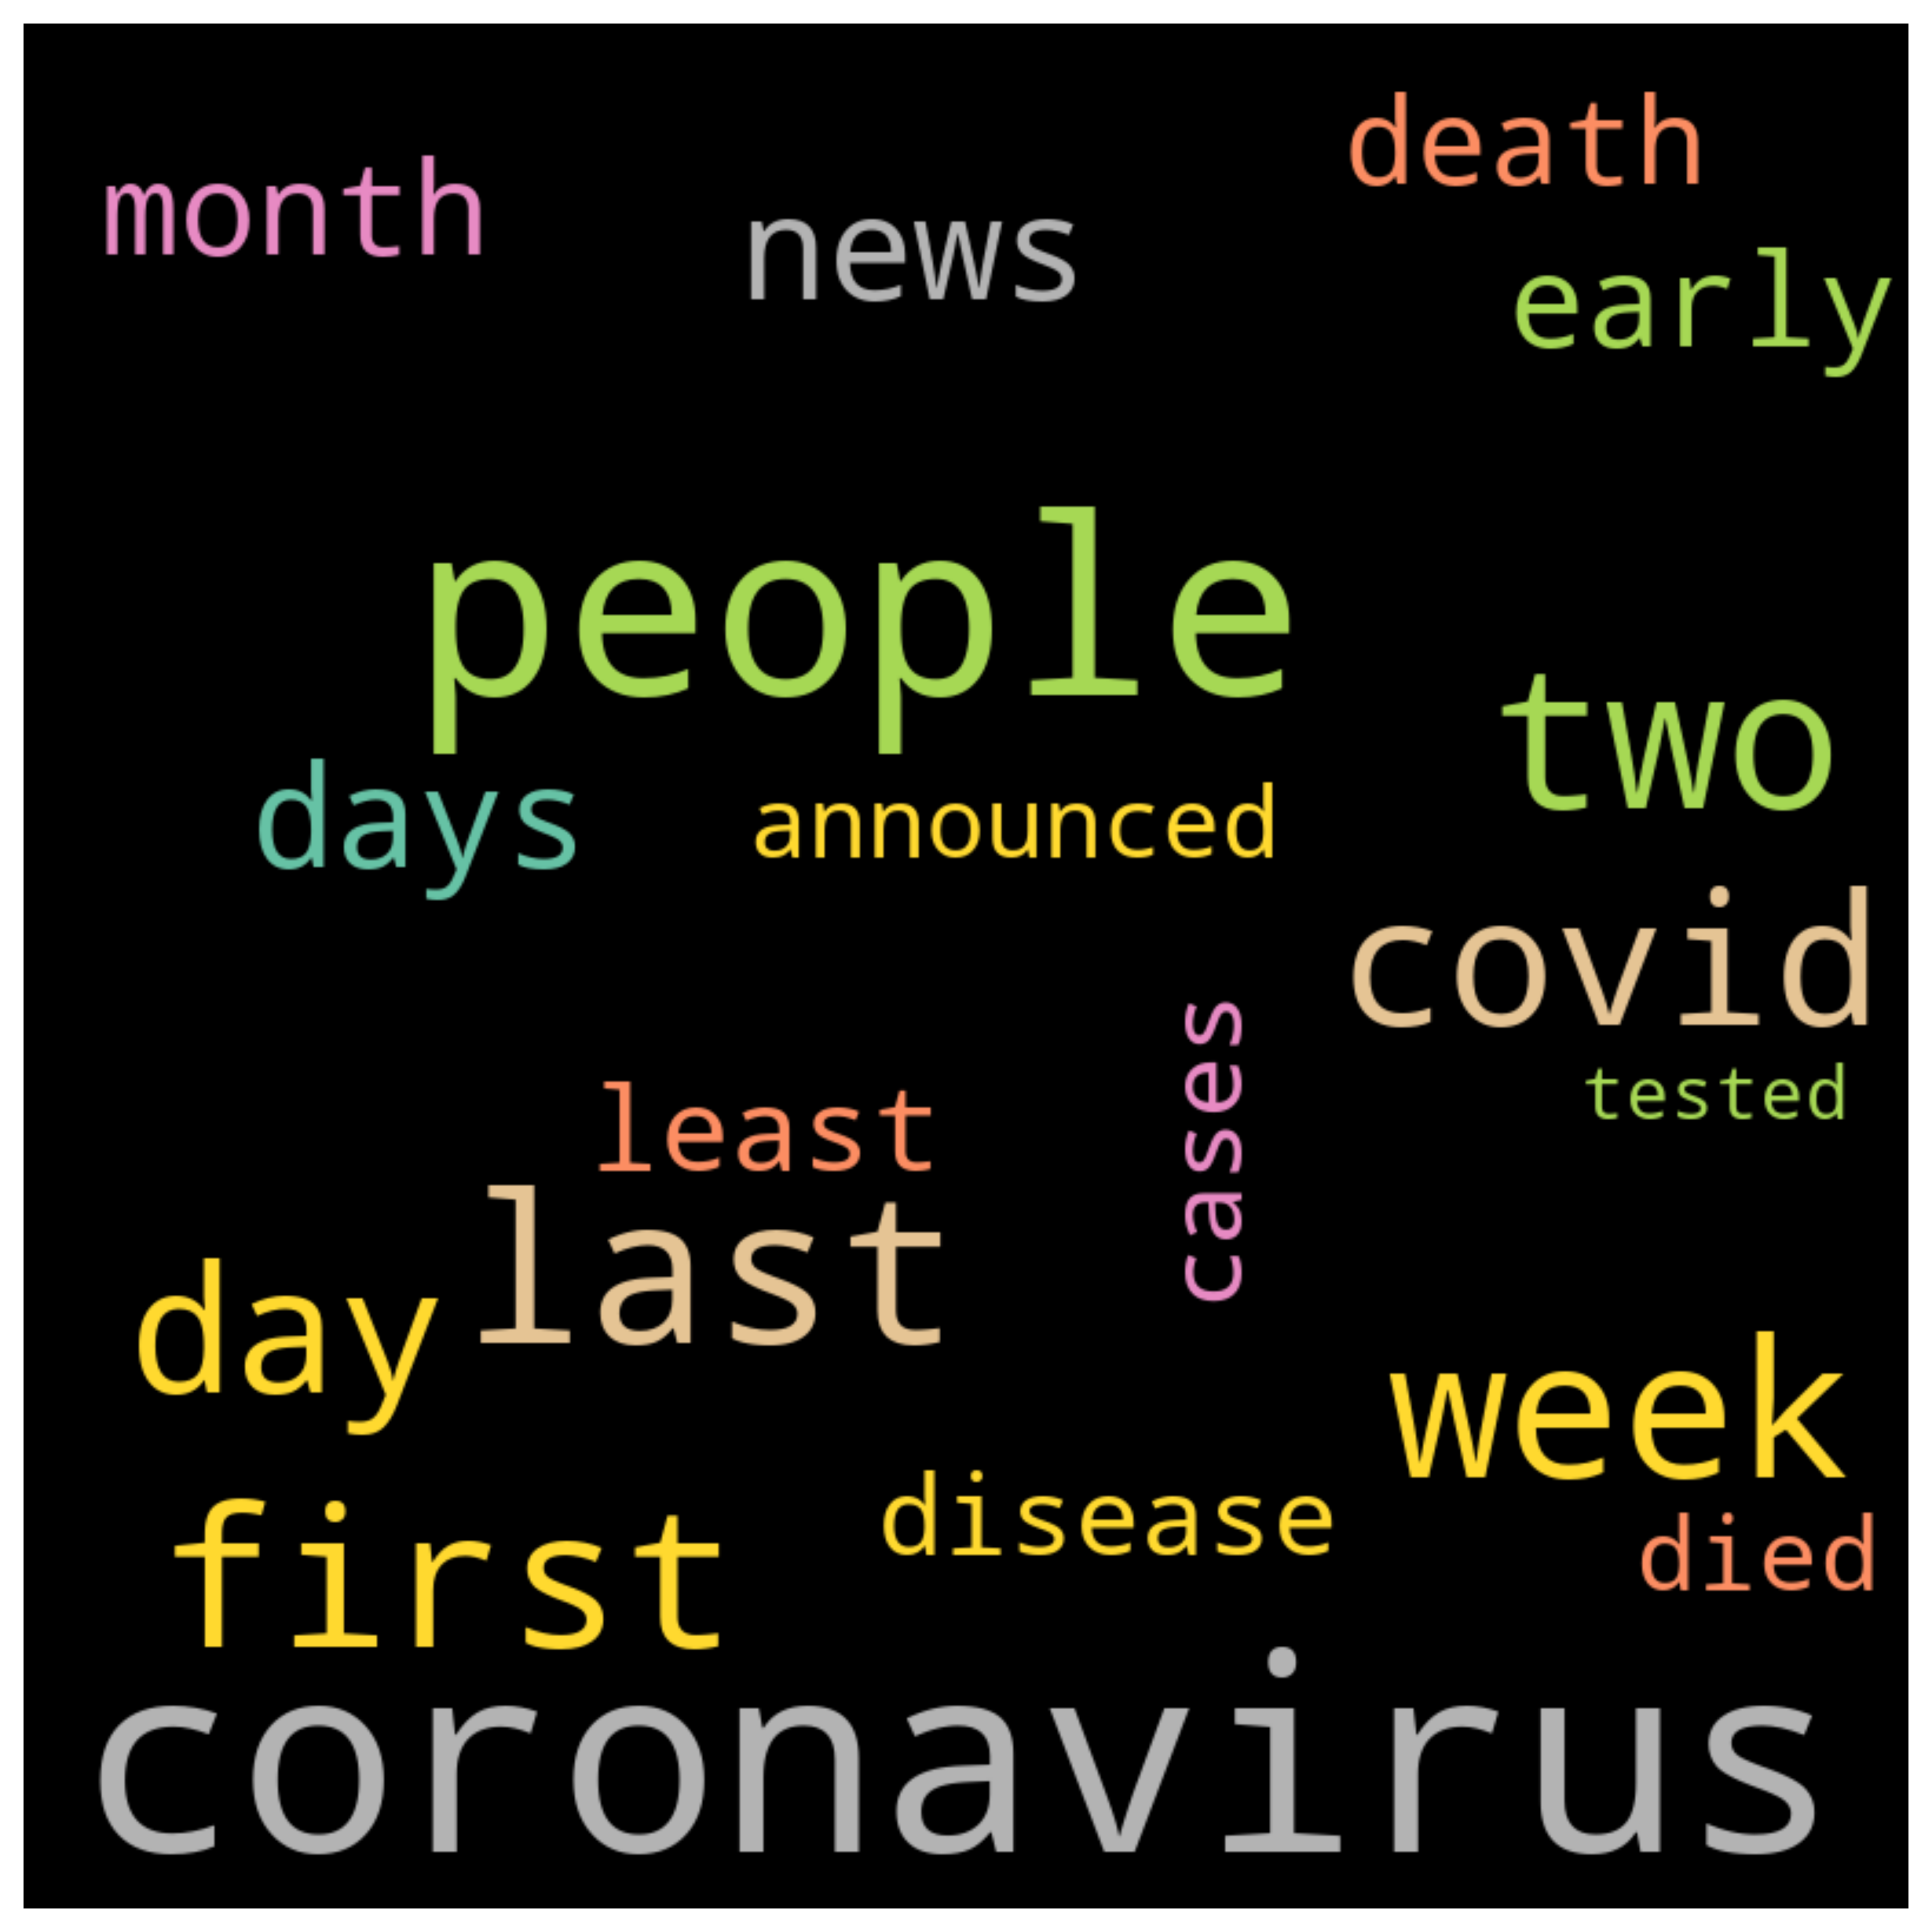 death
month
news
early
people
two
days
announced
covid
cases
tested
least
last
day
week
disease
first
died
coronavirus